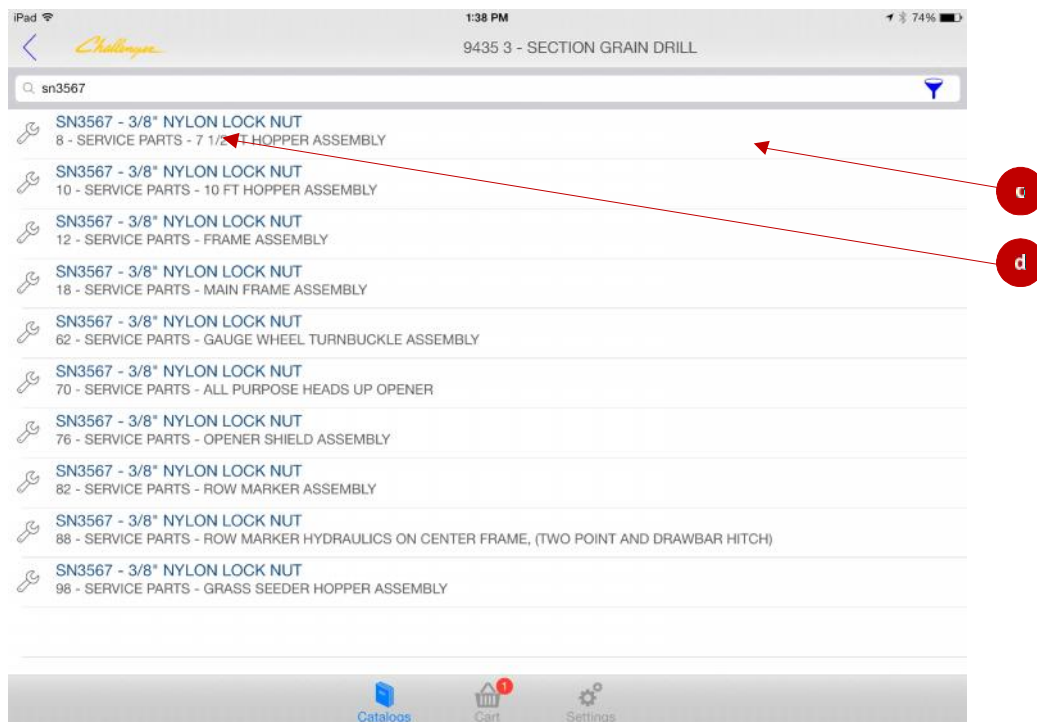 iPad 1:38 PM 74%
Challenger 9435 3 - SECTION GRAIN DRILL
sn3567
SN3567 - 3/8" NYLON LOCK NUT
8 - SERVICE PARTS - 7 1/2 FT HOPPER ASSEMBLY
SN3567 - 3/8" NYLON LOCK NUT
10 - SERVICE PARTS - 10 FT HOPPER ASSEMBLY
SN3567 - 3/8" NYLON LOCK NUT
12 - SERVICE PARTS - FRAME ASSEMBLY
SN3567 - 3/8" NYLON LOCK NUT
18 - SERVICE PARTS - MAIN FRAME ASSEMBLY
SN3567 - 3/8" NYLON LOCK NUT
62 - SERVICE PARTS - GAUGE WHEEL TURNBUCKLE ASSEMBLY
SN3567 - 3/8" NYLON LOCK NUT
70 - SERVICE PARTS - ALL PURPOSE HEADS UP OPENER
SN3567 - 3/8" NYLON LOCK NUT
76 - SERVICE PARTS - OPENER SHIELD ASSEMBLY
SN3567 - 3/8" NYLON LOCK NUT
82 - SERVICE PARTS - ROW MARKER ASSEMBLY
SN3567 - 3/8" NYLON LOCK NUT
88 - SERVICE PARTS - ROW MARKER HYDRAULICS ON CENTER FRAME, (TWO POINT AND DRAWBAR HITCH)
SN3567 - 3/8" NYLON LOCK NUT
98 - SERVICE PARTS - GRASS SEEDER HOPPER ASSEMBLY
d
1
Catalogs Cart Settings